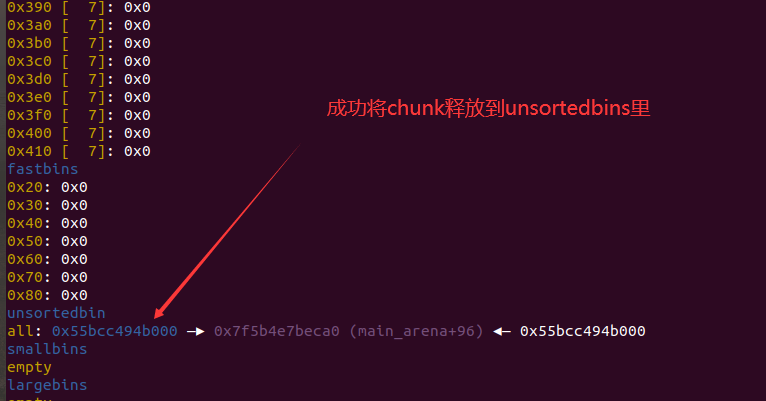 0x390 [  7]: 0x0
0x3a0 [  7]: 0x0
0x3b0 [  7]: 0x0
0x3c0 [  7]: 0x0
0x3d0 [  7]: 0x0
0x3e0 [  7]: 0x0
0x3f0 [  7]: 0x0
0x400 [  7]: 0x0
0x410 [  7]: 0x0
成功将chunk释放到unsortedbins里
fastbins
0x20: 0x0
0x30: 0x0
0x40: 0x0
0x50: 0x0
0x60: 0x0
0x70: 0x0
0x80: 0x0
unsortedbin
all: 0x55bcc494b000 —▸ 0x7f5b4e7beca0 (main_arena+96) ◂— 0x55bcc494b000
smallbins
empty
largebins